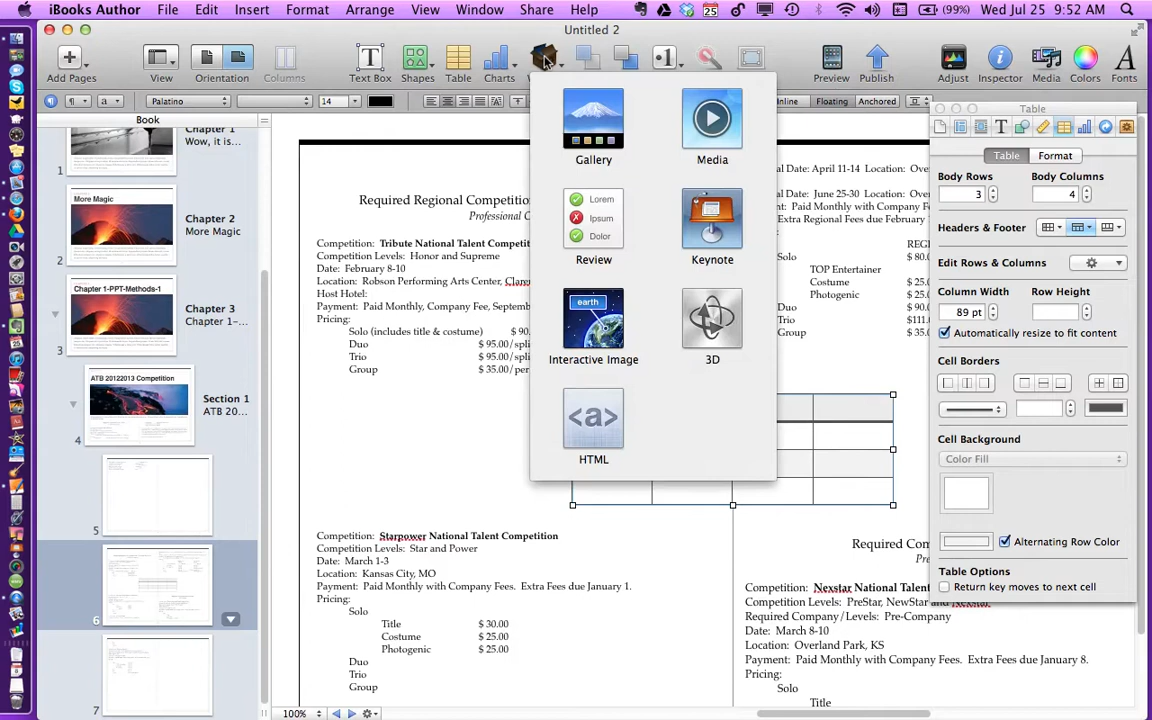 iBooks Author File Edit Insert Format Arrange View Window Share HTML
25 (99%) Wed Jul 25 9:52 AM
Untitled 2
Add Pages View Orientation Columns Text Box Shapes Table Charts Preview Publish Adjust Inspector Media Colors Fonts
Palatino 14 Inline Floating Anchored
Book
1
Chapter 1
Wow, it is...
More Magic
2
Chapter 2
More Magic
Chapter 1-PPT-Methods-1
3
Chapter 3
Chapter 1-...
ATB 20122013 Competition
4
Section 1
ATB 20...
5
6
7
Required Regional Competitio
Professional C
Competition: Tribute National Talent Competit
Competition Levels: Honor and Supreme
Date: February 8-10
Location: Robson Performing Arts Center, Clare
Host Hotel:
Payment: Paid Monthly, Company Fee, Septemb
Pricing:
Solo (includes title & costume) $ 90.
Duo $ 95.00/spli
Trio $ 95.00/spli
Group $ 35.00/per
Competition: Starpower National Talent Competition
Competition Levels: Star and Power
Date: March 1-3
Location: Kansas City, MO
Payment: Paid Monthly with Company Fees. Extra Fees due January 1.
Pricing:
Solo
Title $ 30.00
Costume $ 25.00
Photogenic $ 25.00
Duo
Trio
Group
Gallery
Media
Review
Lorem
Ipsum
Dolor
Keynote
earth
Interactive Image
3D
<a>
HTML
al Date: April 11-14 Location: Ove
al Date: June 25-30 Location: Over
t: Paid Monthly with Company Fe
Extra Regional Fees due February 1
REGI
Solo $ 80.0
TOP Entertainer
Costume $ 25.0
Photogenic $ 25.0
Duo $ 90.0
Trio $111.
Group $ 35.0
Required Com
Pro
Competition: Nexstar National Talent
Competition Levels: PreStar, NewStar and Nexstar
Required Company/Levels: Pre-Company
Date: March 8-10
Location: Overland Park, KS
Payment: Paid Monthly with Company Fees. Extra Fees due January 8.
Pricing:
Solo
Title
Table
Table Format
Body Rows Body Columns
3 4
Headers & Footer
Edit Rows & Columns
Column Width Row Height
89 pt
Automatically resize to fit content
Cell Borders
Cell Background
Color Fill
Alternating Row Color
Table Options
Return key moves to next cell
100%